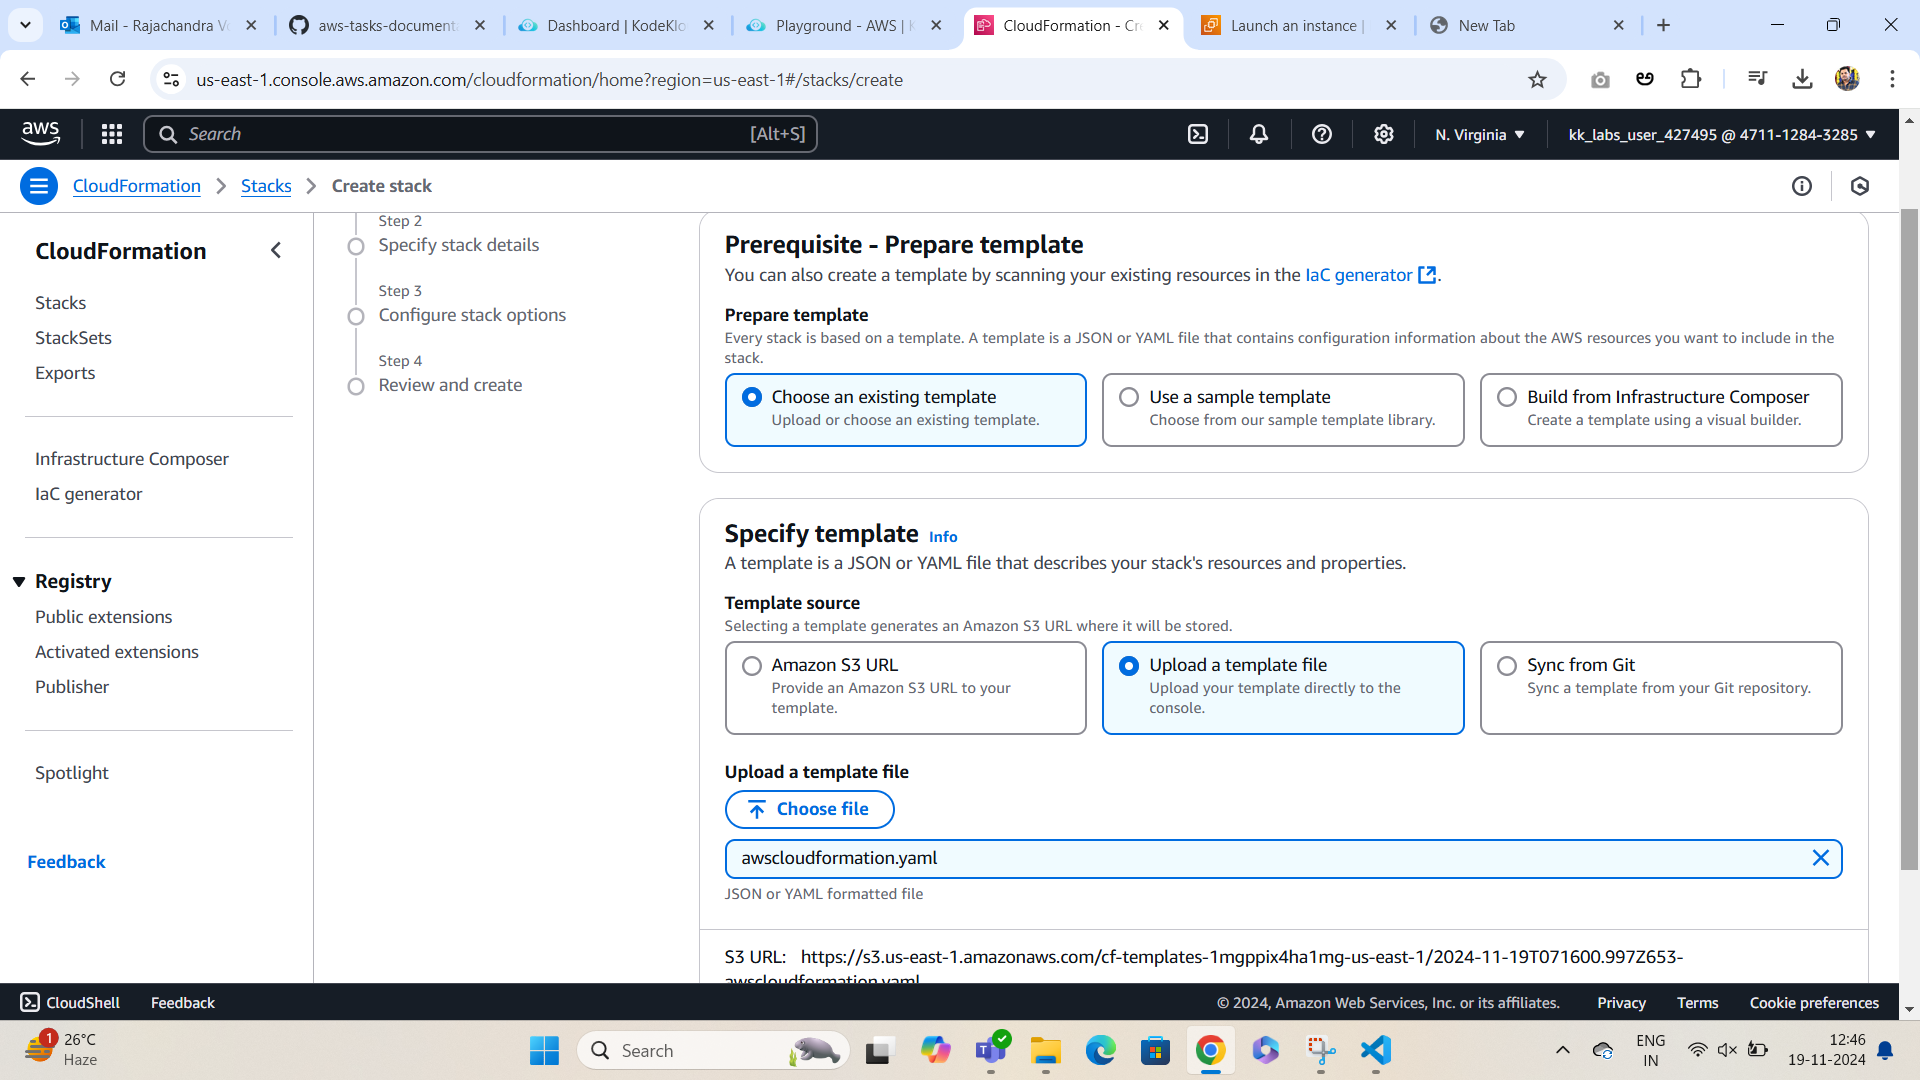 Mail - Rajachandra Vo
aws-tasks-documenta
Dashboard | KodeKlo
Playground - AWS | K
CloudFormation - Cre
Launch an instance |
New Tab
us-east-1.console.aws.amazon.com/cloudformation/home?region=us-east-1#/stacks/create
aws
Search
[Alt+S]
N. Virginia
kk_labs_user_427495 @ 4711-1284-3285
CloudFormation
Stacks
Create stack
CloudFormation
Stacks
StackSets
Exports
Infrastructure Composer
IaC generator
Registry
Public extensions
Activated extensions
Publisher
Spotlight
Feedback
Step 2
Specify stack details
Step 3
Configure stack options
Step 4
Review and create
Prerequisite - Prepare template
You can also create a template by scanning your existing resources in the IaC generator.
Prepare template
Every stack is based on a template. A template is a JSON or YAML file that contains configuration information about the AWS resources you want to include in the
stack.
Choose an existing template
Upload or choose an existing template.
Use a sample template
Choose from our sample template library.
Build from Infrastructure Composer
Create a template using a visual builder.
Specify template Info
A template is a JSON or YAML file that describes your stack's resources and properties.
Template source
Selecting a template generates an Amazon S3 URL where it will be stored.
Amazon S3 URL
Provide an Amazon S3 URL to your
template.
Upload a template file
Upload your template directly to the
console.
Sync from Git
Sync a template from your Git repository.
Upload a template file
Choose file
awscloudformation.yaml
JSON or YAML formatted file
S3 URL: https://s3.us-east-1.amazonaws.com/cf-templates-1mgppix4ha1mg-us-east-1/2024-11-19T071600.997Z653-
awscloudformation.yaml
CloudShell
Feedback
© 2024, Amazon Web Services, Inc. or its affiliates.
Privacy
Terms
Cookie preferences
1
26°C
Haze
Search
ENG
IN
12:46
19-11-2024